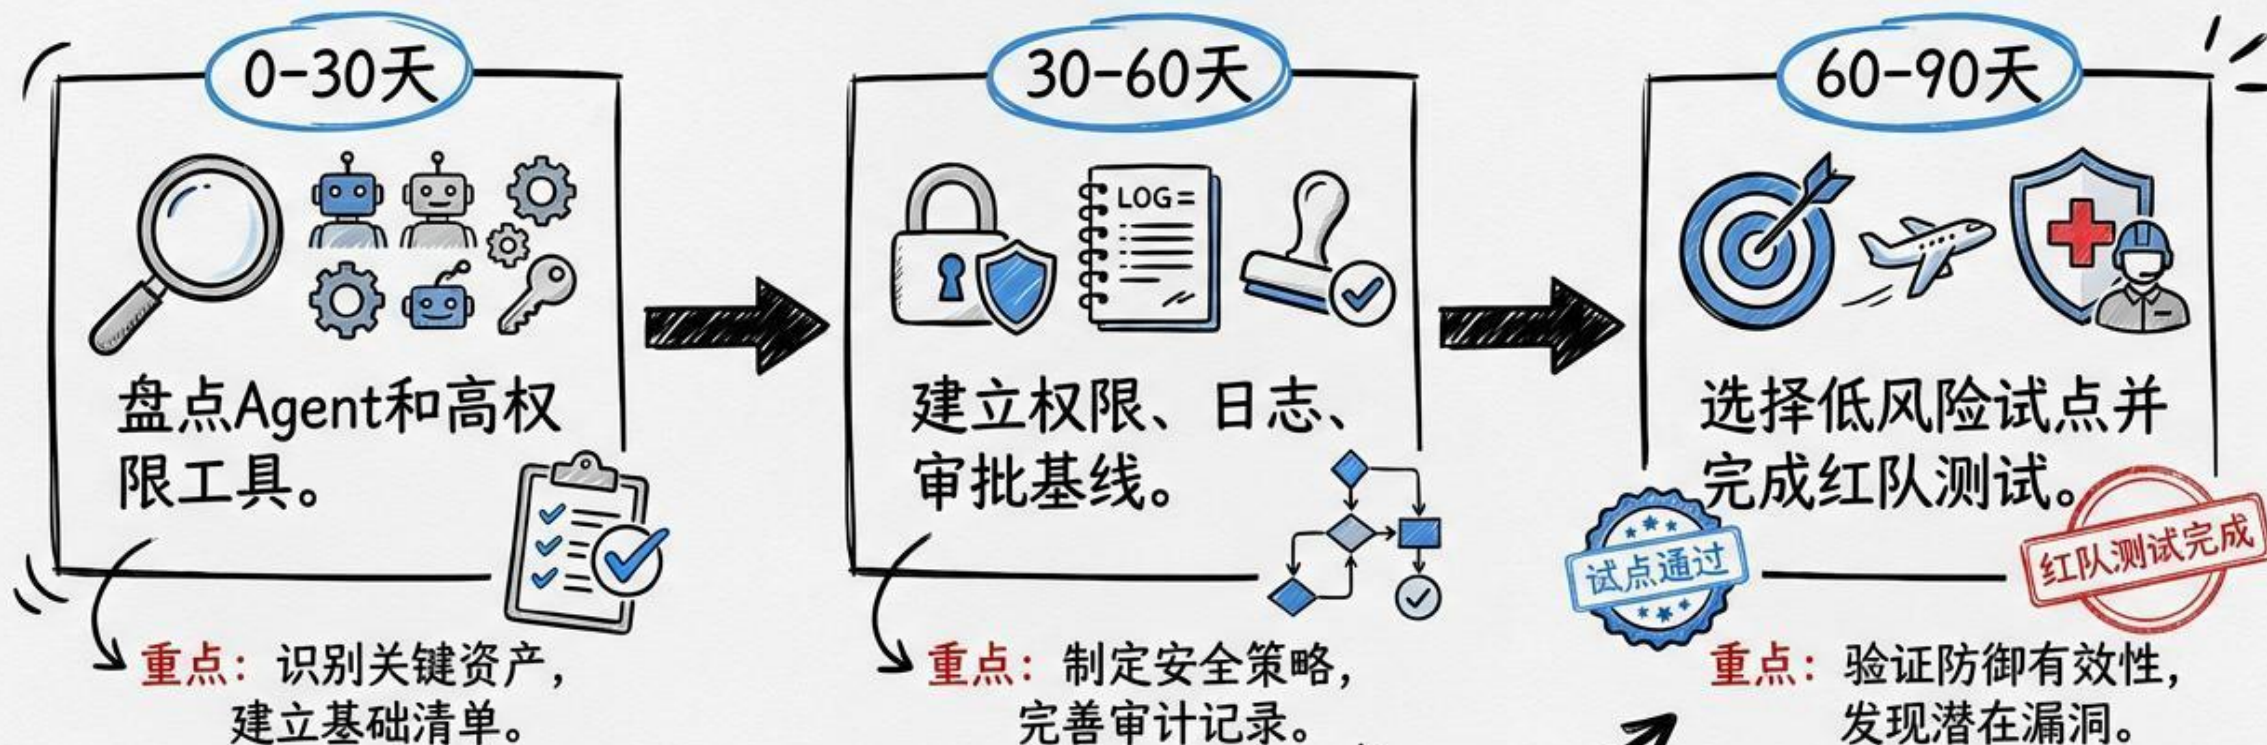 0-30天
盘点Agent和高权
限工具。
重点：识别关键资产，
建立基础清单。
30-60天
LOG=
建立权限、日志、
审批基线。
重点：制定安全策略，
完善审计记录。
60-90天
选择低风险试点并
完成红队测试。
试点通过
红队测试完成
重点：验证防御有效性，
发现潜在漏洞。